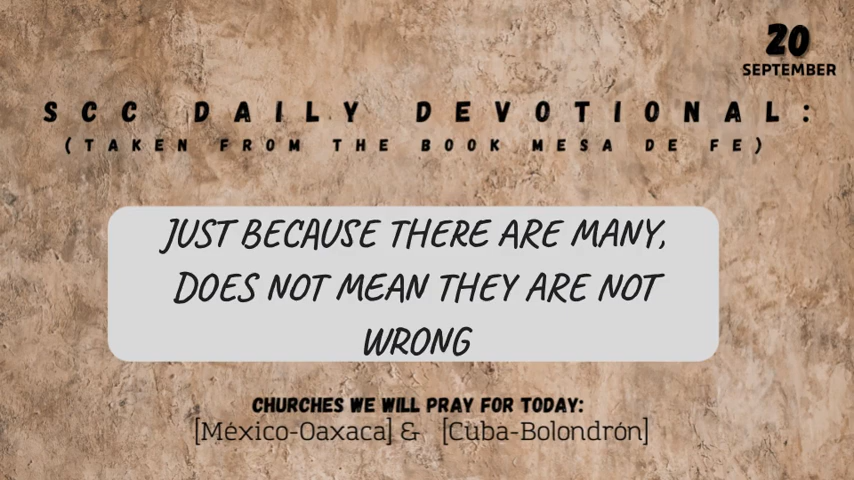 20
SEPTEMBER
SCC DAILY DEVOTIONAL:
(TAKEN FROM THE BOOK MESA DE FE)
JUST BECAUSE THERE ARE MANY,
DOES NOT MEAN THEY ARE NOT
WRONG
CHURCHES WE WILL PRAY FOR TODAY:
[México-Oaxaca] & [Cuba-Bolondrón]